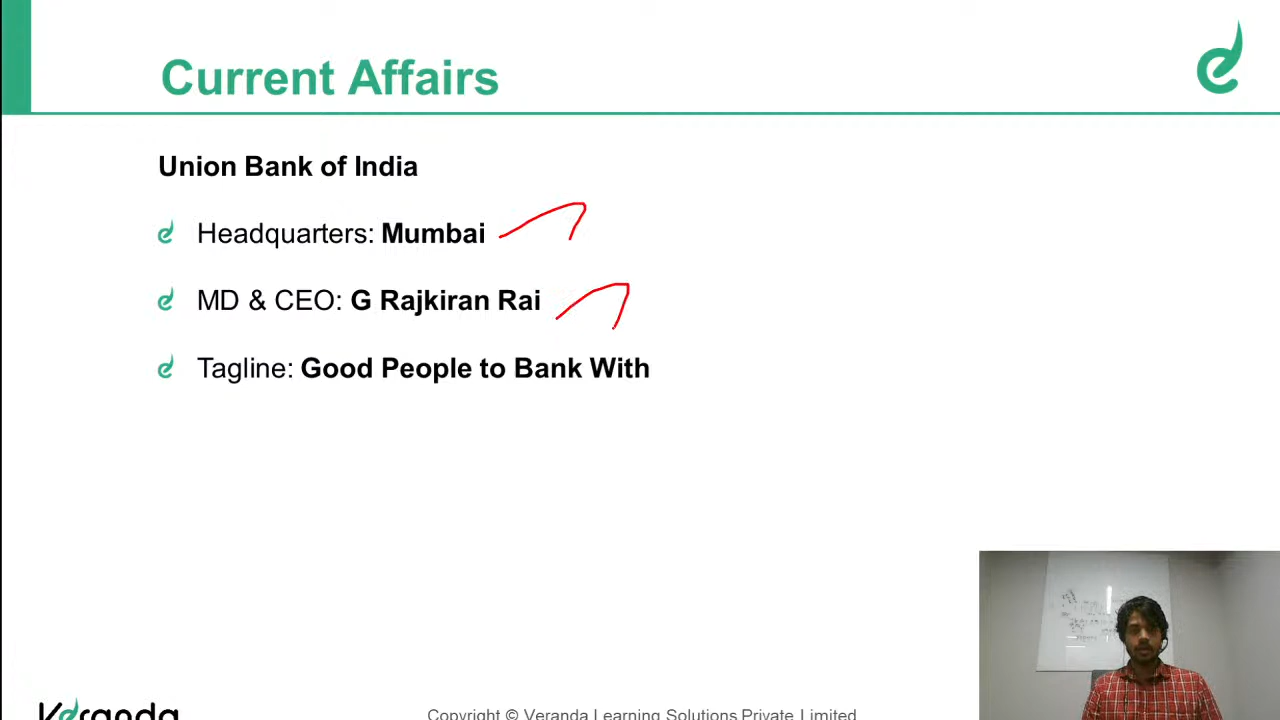 Current Affairs
Union Bank of India
Headquarters: Mumbai
MD & CEO: G Rajkiran Rai
Tagline: Good People to Bank With
Veranda
Copyright © Veranda Learning Solutions Private Limited